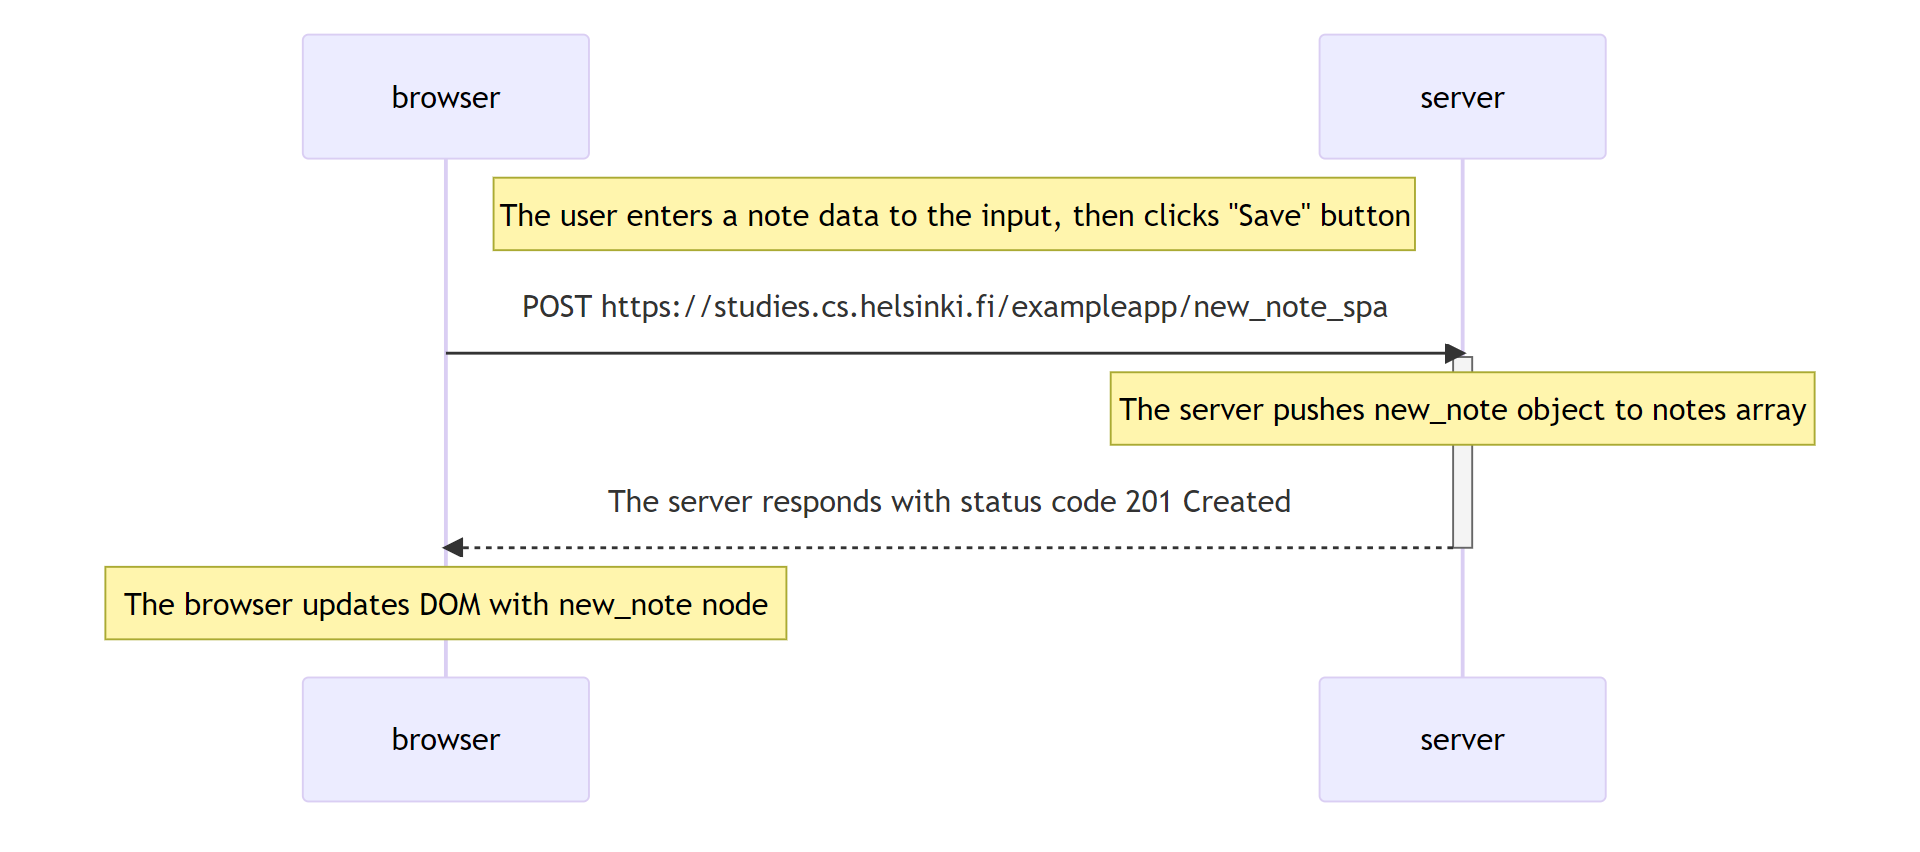 browser
server
The user enters a note data to the input, then clicks "Save" button
POST https://studies.cs.helsinki.fi/exampleapp/new_note_spa
The server pushes new_note object to notes array
The server responds with status code 201 Created
The browser updates DOM with new_note node
browser
server